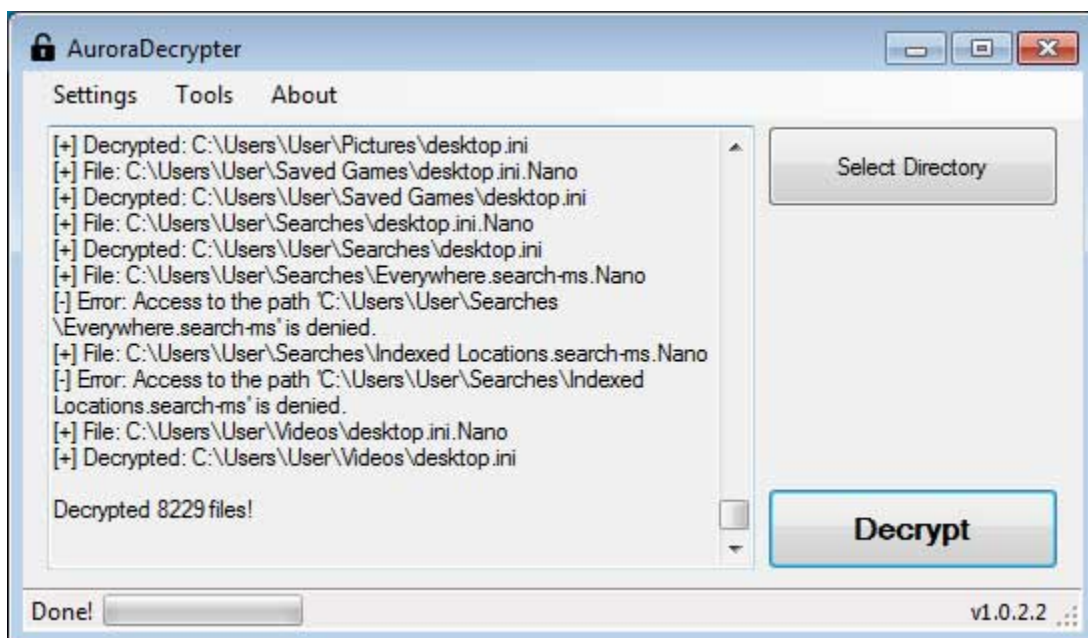 AuroraDecrypter
Settings Tools About
[+] Decrypted: C:\Users\User\Pictures\desktop.ini
[+] File: C:\Users\User\Saved Games\desktop.ini.Nano
[+] Decrypted: C:\Users\User\Saved Games\desktop.ini
[+] File: C:\Users\User\Searches\desktop.ini.Nano
[+] Decrypted: C:\Users\User\Searches\desktop.ini
[+] File: C:\Users\User\Searches\Everywhere.search-ms.Nano
[-] Error: Access to the path 'C:\Users\User\Searches
\Everywhere.search-ms' is denied.
[+] File: C:\Users\User\Searches\Indexed Locations.search-ms.Nano
[-] Error: Access to the path 'C:\Users\User\Searches\Indexed
Locations.search-ms' is denied.
[+] File: C:\Users\User\Videos\desktop.ini.Nano
[+] Decrypted: C:\Users\User\Videos\desktop.ini
Decrypted 8229 files!
Select Directory
Decrypt
Done!
v1.0.2.2